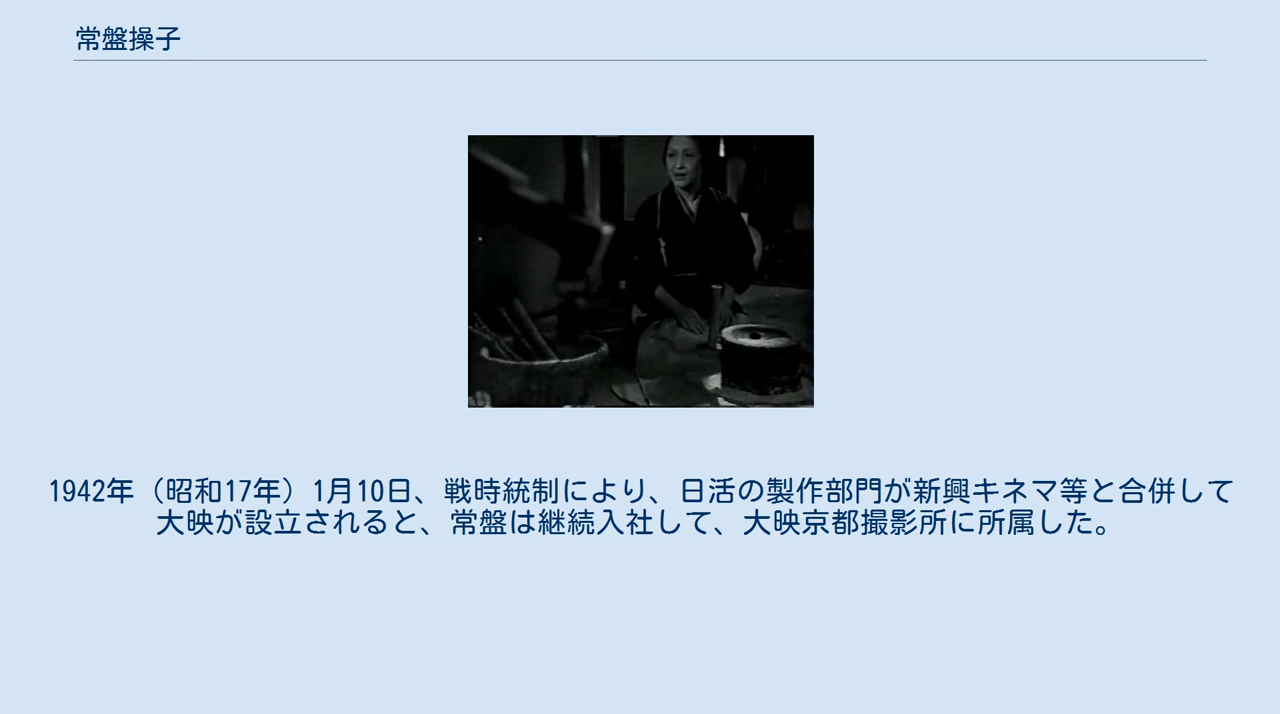 常盤操子
1942年（昭和17年）1月10日、戦時統制により、日活の製作部門が新興キネマ等と合併して
大映が設立されると、常盤は継続入社して、大映京都撮影所に所属した。